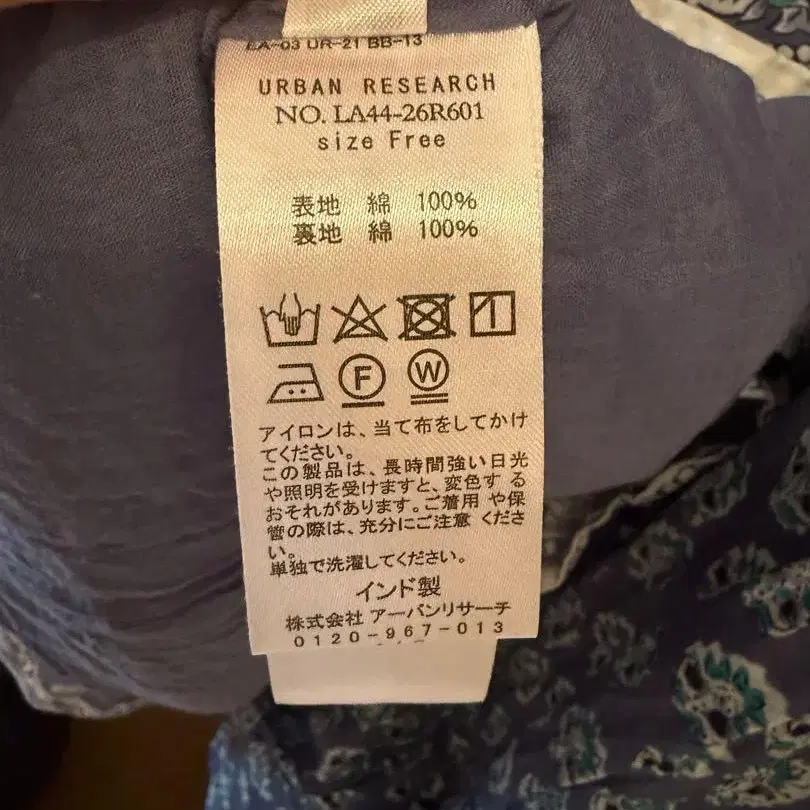 LA-03 UR-21 BB-13
URBAN RESEARCH
NO. LA44-26R601
size Free
表地 綿 100%
裏地 綿 100%
F W
アイロンは、当て布をしてかけ
てください。
この製品は、長時間強い日光
や照明を受けますと、変色する
おそれがあります。ご着用や保
管の際は、充分にご注意くださ
い。
単独で洗濯してください。
インド製
株式会社 アーバンリサーチ
0120-967-013